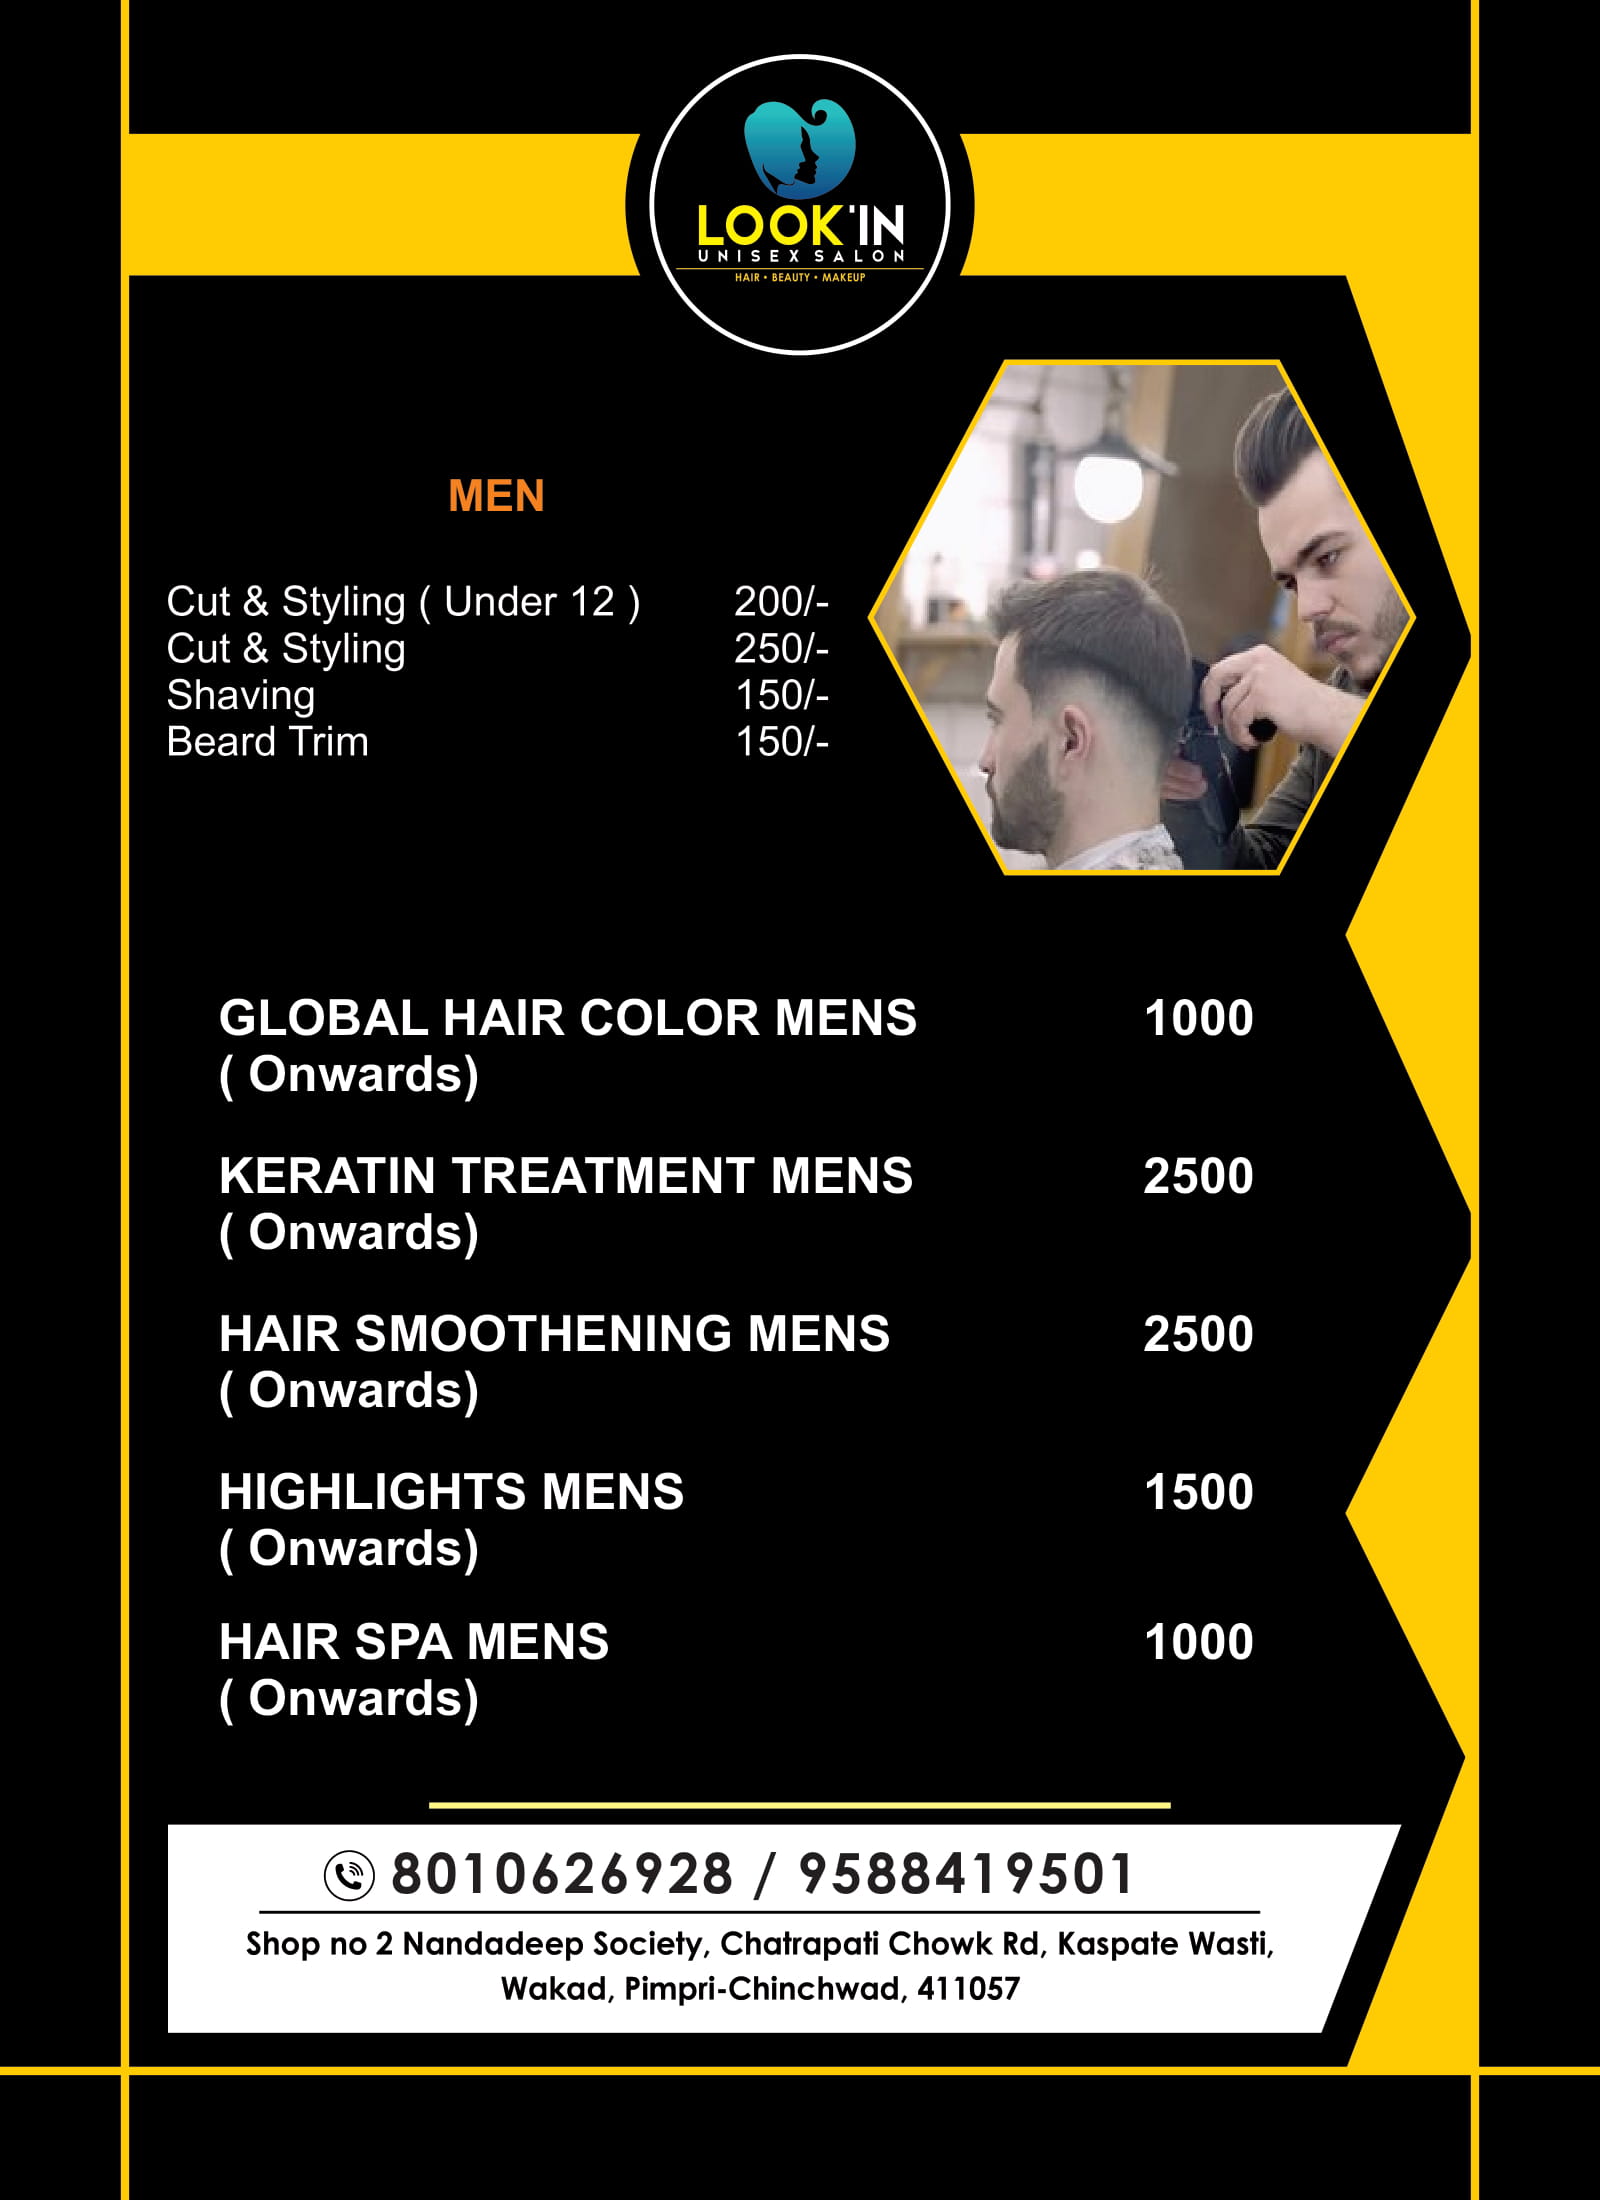 LOOK'IN
UNISEX SALON
HAIR • BEAUTY • MAKEUP
MEN
Cut & Styling ( Under 12 ) 200/-
Cut & Styling 250/-
Shaving 150/-
Beard Trim 150/-
GLOBAL HAIR COLOR MENS 1000
( Onwards)
KERATIN TREATMENT MENS 2500
( Onwards)
HAIR SMOOTHENING MENS 2500
( Onwards)
HIGHLIGHTS MENS 1500
( Onwards)
HAIR SPA MENS 1000
( Onwards)
8010626928 / 9588419501
Shop no 2 Nandadeep Society, Chatrapati Chowk Rd, Kaspate Wasti,
Wakad, Pimpri-Chinchwad, 411057